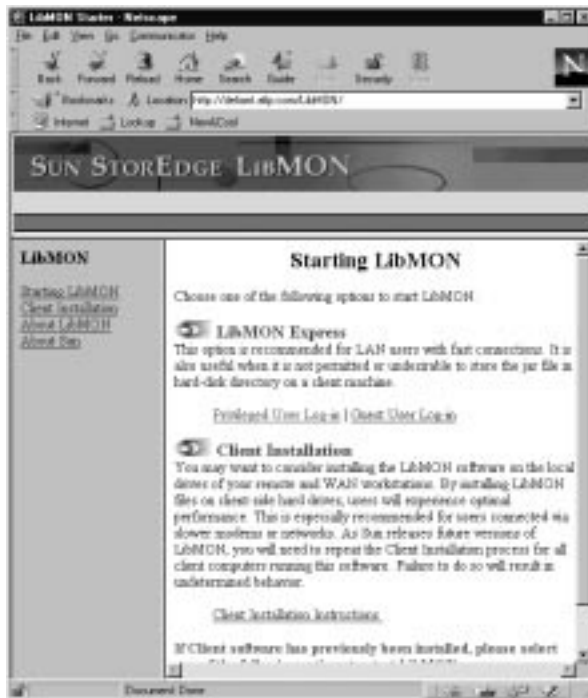 LibMON Starter - Netscape
File Edit View Go Communicator Help
Back Forward Reload Home Search Guide Security
Bookmarks Location
Internet Lookup New&Cool
SUN STOREDGE LIBMON
LibMON
Starting LibMON
Client Installation
About LibMON
About Sun
Starting LibMON
Choose one of the following options to start LibMON.
LibMON Express
This option is recommended for LAN users with fast connections. It is
also useful when it is not permitted or undesirable to store the jar file in
hard-disk directory on a client machine.
Privileged User Log-in | Guest User Log-in
Client Installation
You may want to consider installing the LibMON software on the local
drives of your remote and WAN workstations. By installing LibMON
files on client-side hard drives, users will experience optimal
performance. This is especially recommended for users connected via
slower modems or networks. As Sun releases future versions of
LibMON, you will need to repeat the Client Installation process for all
client computers running this software. Failure to do so will result in
undetermined behavior.
Client Installation Instructions
If Client software has previously been installed, please select
Document: Done